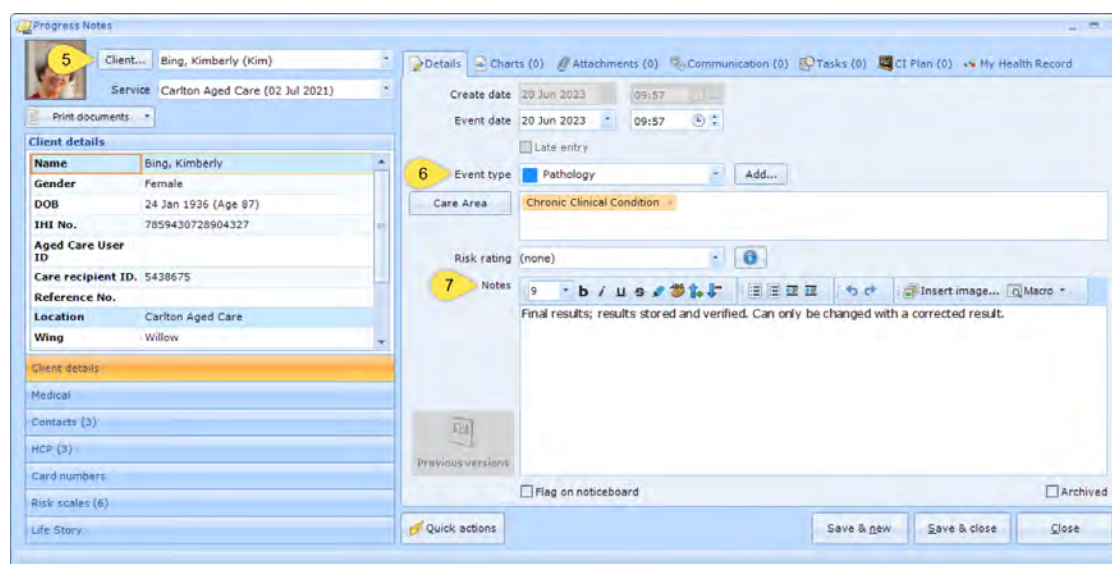 Progress Notes
5
Client...
Bing, Kimberly (Kim)
Service
Carlton Aged Care (02 Jul 2021)
Print documents
Client details
Name Bing, Kimberly
Gender Female
DOB 24 Jan 1936 (Age 87)
IHI No. 7859430728904327
Aged Care User
ID
Care recipient ID. 5438675
Reference No.
Location Carlton Aged Care
Wing Willow
Client details
Medical
Contacts (3)
HCP (3)
Card numbers
Risk scales (6)
Life Story
Details Charts (0) Attachments (0) Communication (0) Tasks (0) CI Plan (0) My Health Record
Create date 20 Jun 2023 09:57
Event date 20 Jun 2023 09:57
Late entry
6 Event type Pathology Add...
Care Area Chronic Clinical Condition
Risk rating (none)
7 Notes 9 b i u s Insert image... Macro
Final results; results stored and verified. Can only be changed with a corrected result.
Previous versions
Flag on noticeboard Archived
Quick actions Save & new Save & close Close